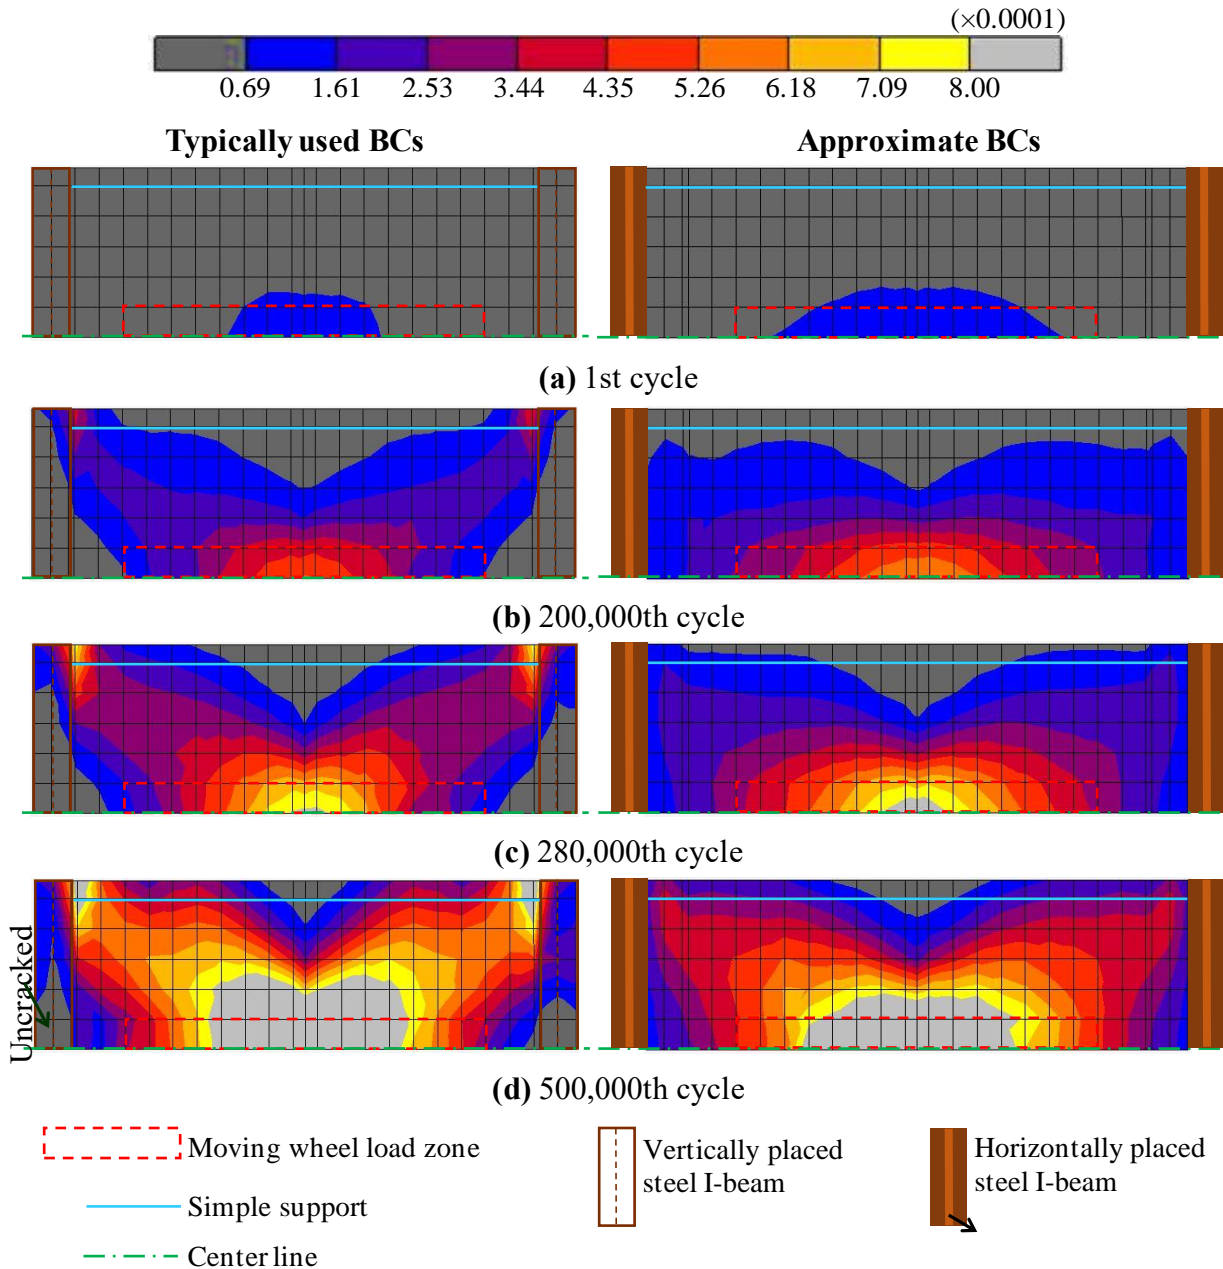 (×0.0001)
0.69 1.61 2.53 3.44 4.35 5.26 6.18 7.09 8.00
Typically used BCs Approximate BCs
(a) 1st cycle
(b) 200,000th cycle
(c) 280,000th cycle
Uncracked
(d) 500,000th cycle
Moving wheel load zone
Simple support
Center line
Vertically placed
steel I-beam
Horizontally placed
steel I-beam